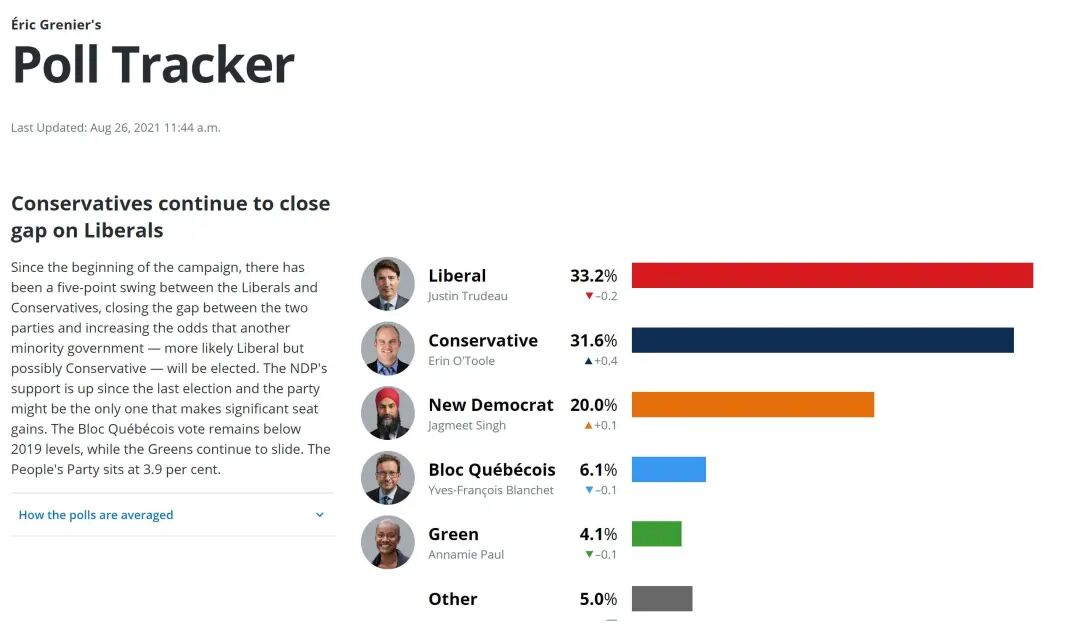 Éric Grenier's
Poll Tracker
Last Updated: Aug 26, 2021 11:44 a.m.
Conservatives continue to close
gap on Liberals
Since the beginning of the campaign, there has
been a five-point swing between the Liberals and
Conservatives, closing the gap between the two
parties and increasing the odds that another
minority government — more likely Liberal but
possibly Conservative — will be elected. The NDP's
support is up since the last election and the party
might be the only one that makes significant seat
gains. The Bloc Québécois vote remains below
2019 levels, while the Greens continue to slide. The
People's Party sits at 3.9 per cent.
How the polls are averaged
Liberal 33.2%
Justin Trudeau ▼−0.2
Conservative 31.6%
Erin O'Toole ▲+0.4
New Democrat 20.0%
Jagmeet Singh ▲+0.1
Bloc Québécois 6.1%
Yves-François Blanchet ▼−0.1
Green 4.1%
Annamie Paul ▼−0.1
Other 5.0%